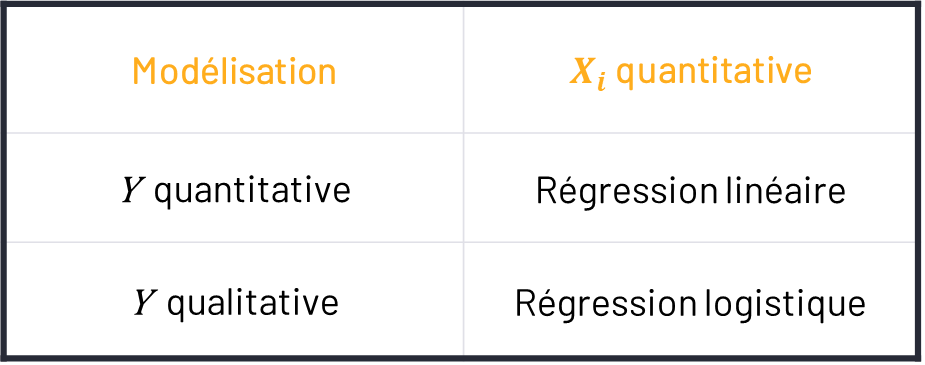 Modélisation
Xi quantitative
Y quantitative
Régression linéaire
Y qualitative
Régression logistique